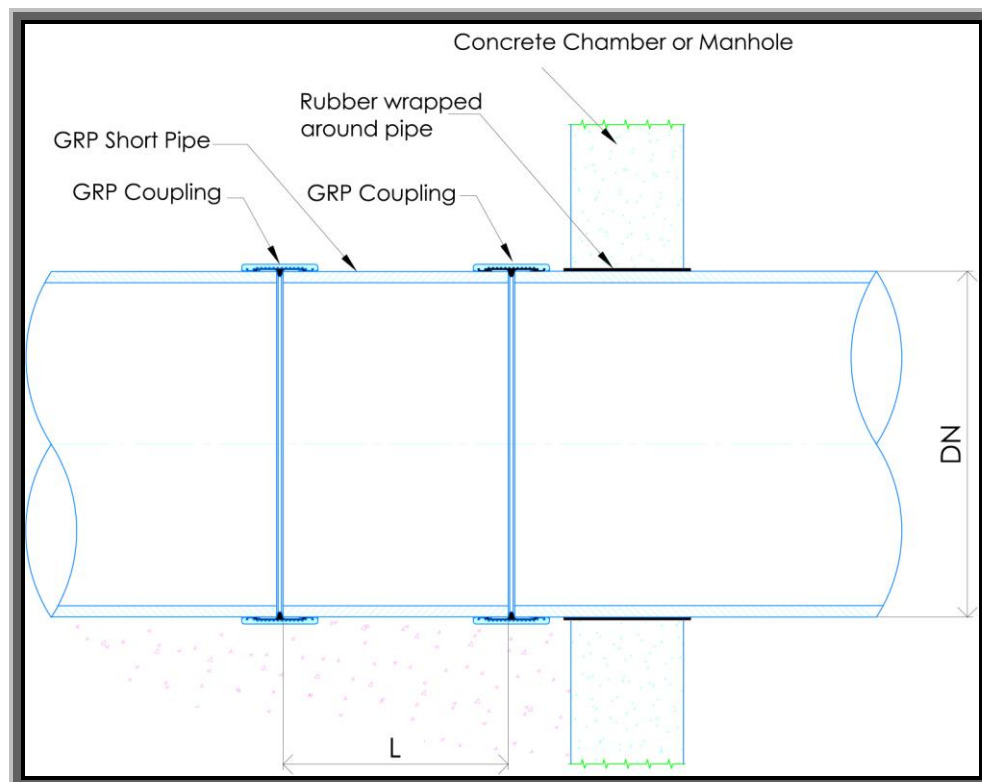 Concrete Chamber or Manhole
Rubber wrapped
around pipe
GRP Short Pipe
GRP Coupling
GRP Coupling
DN
L